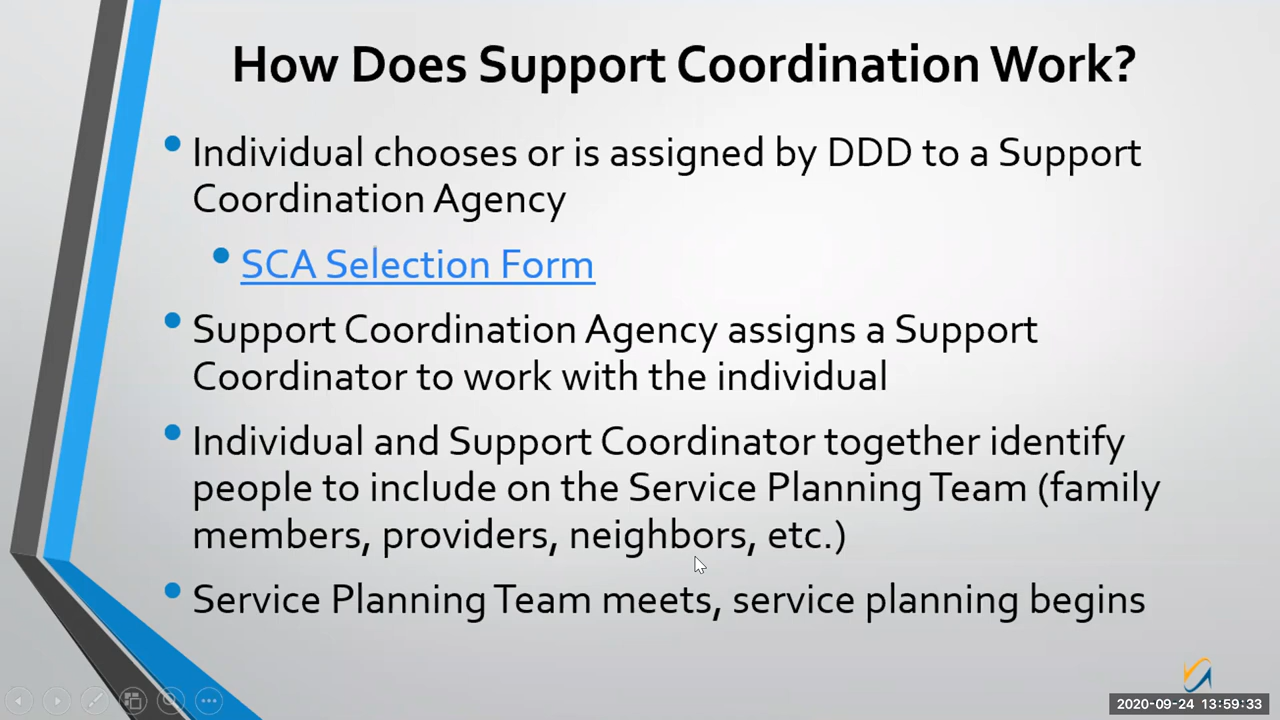 How Does Support Coordination Work?
• Individual chooses or is assigned by DDD to a Support
Coordination Agency
• SCA Selection Form
• Support Coordination Agency assigns a Support
Coordinator to work with the individual
• Individual and Support Coordinator together identify
people to include on the Service Planning Team (family
members, providers, neighbors, etc.)
• Service Planning Team meets, service planning begins
2020-09-24 13:59:33